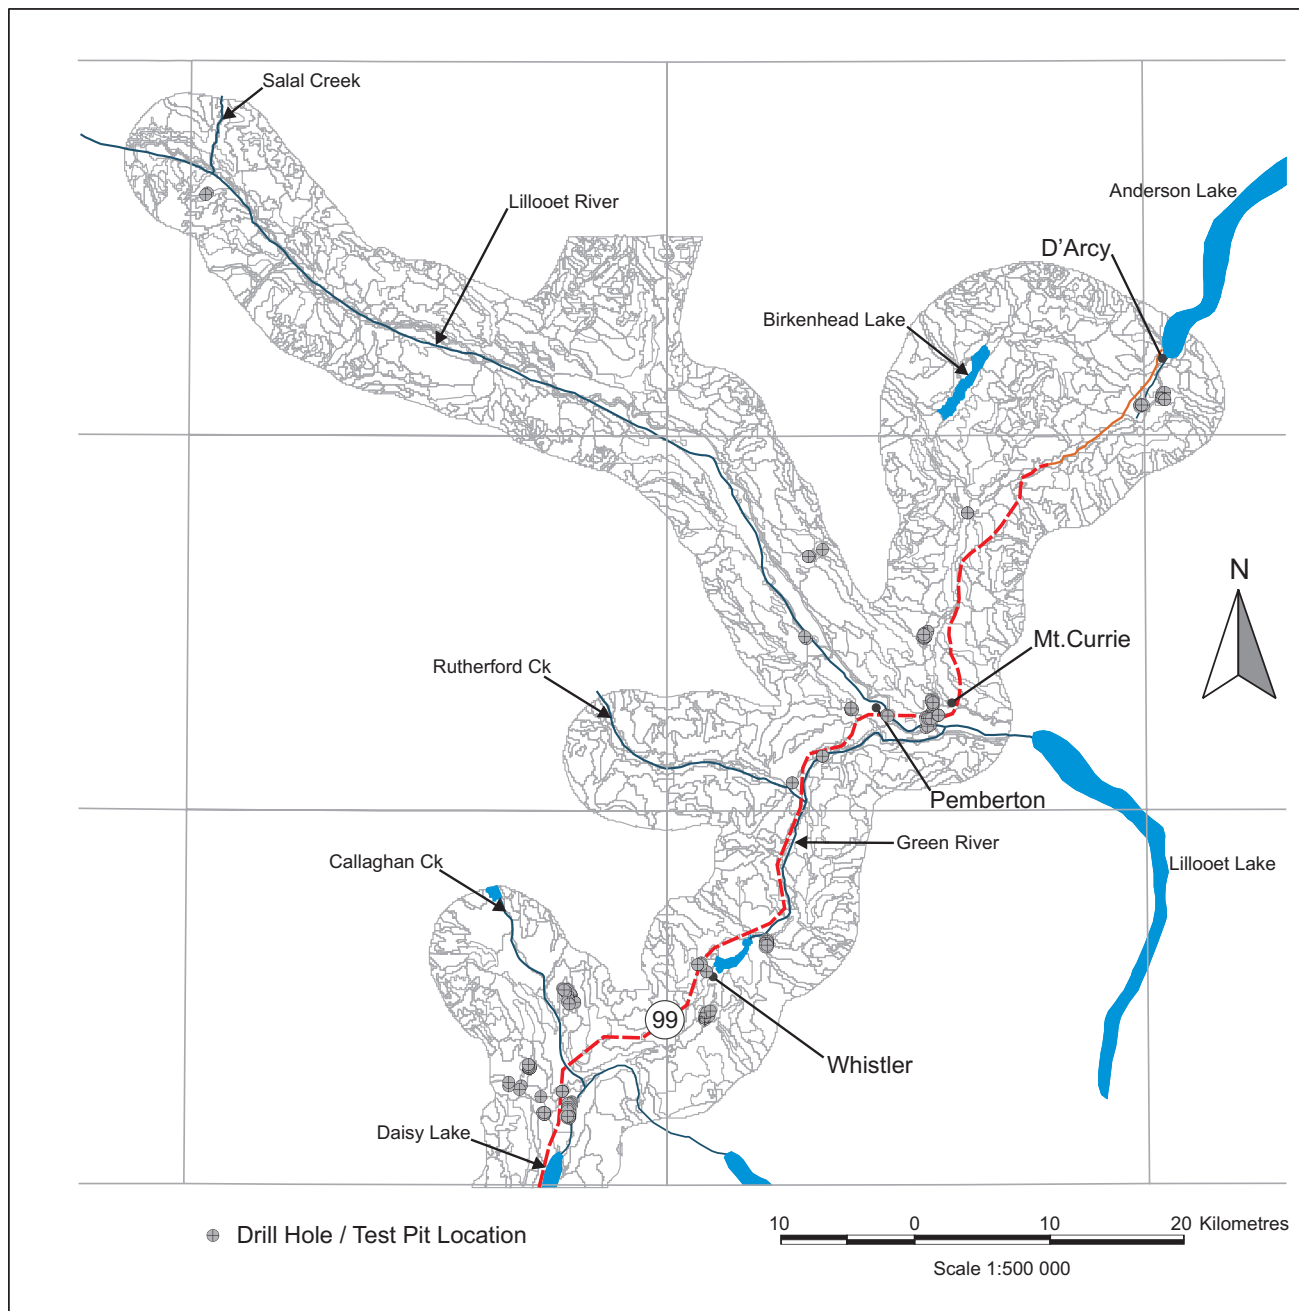 Salal Creek
Anderson Lake
Lillooet River
D'Arcy
Birkenhead Lake
N
Mt.Currie
Rutherford Ck
Pemberton
Green River
Callaghan Ck
Lillooet Lake
99
Whistler
Daisy Lake
Drill Hole / Test Pit Location
10 0 10 20 Kilometres
Scale 1:500 000